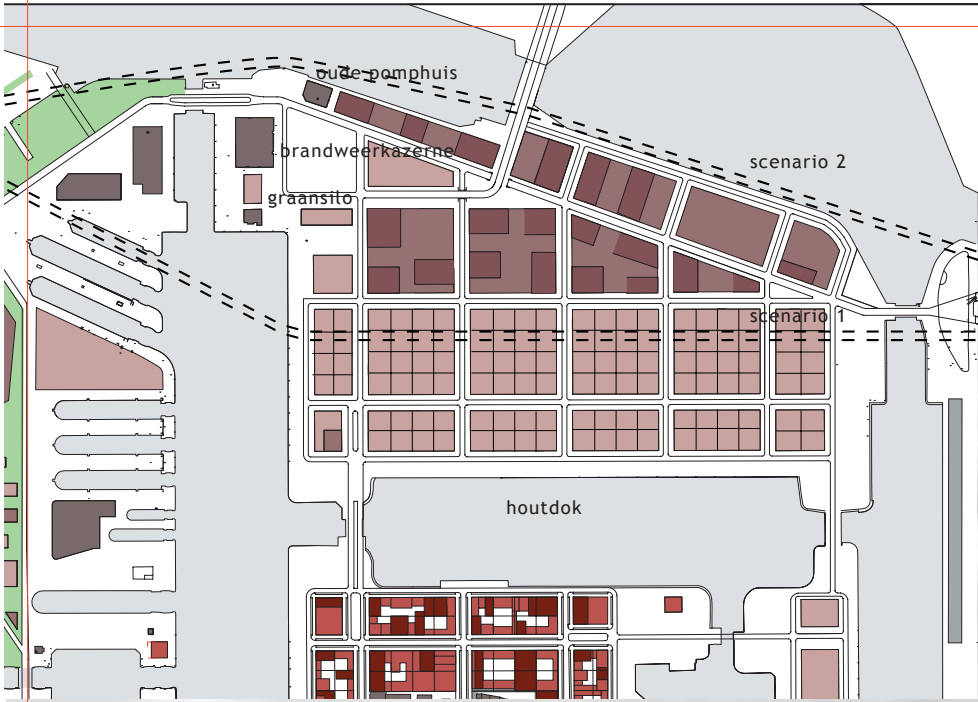 oude pomphuis
brandweerkazerne
scenario 2
graansilo
scenario 1
houtdok